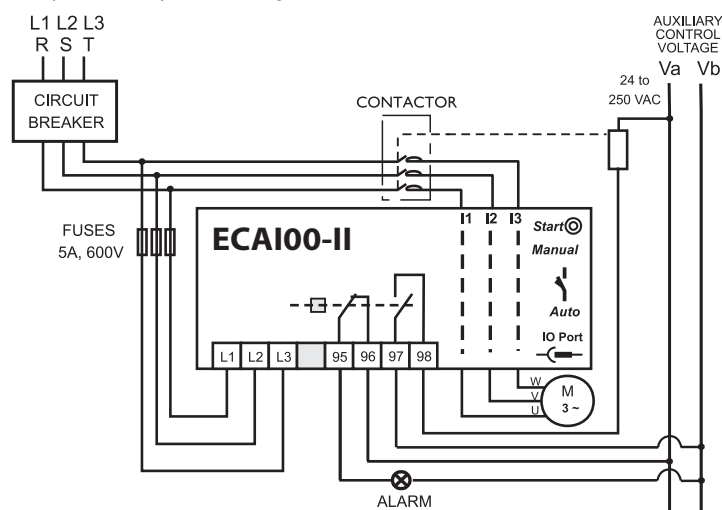 L1 L2 L3
R S T
CIRCUIT
BREAKER
CONTACTOR
AUXILIARY
CONTROL
VOLTAGE
Va Vb
24 to
250 VAC
FUSES
5A, 600V
ECAI00-II
I1 I2 I3
Start
Manual
Auto
IO Port
L1 L2 L3 95 96 97 98
W
V
U
M
3 ~
ALARM